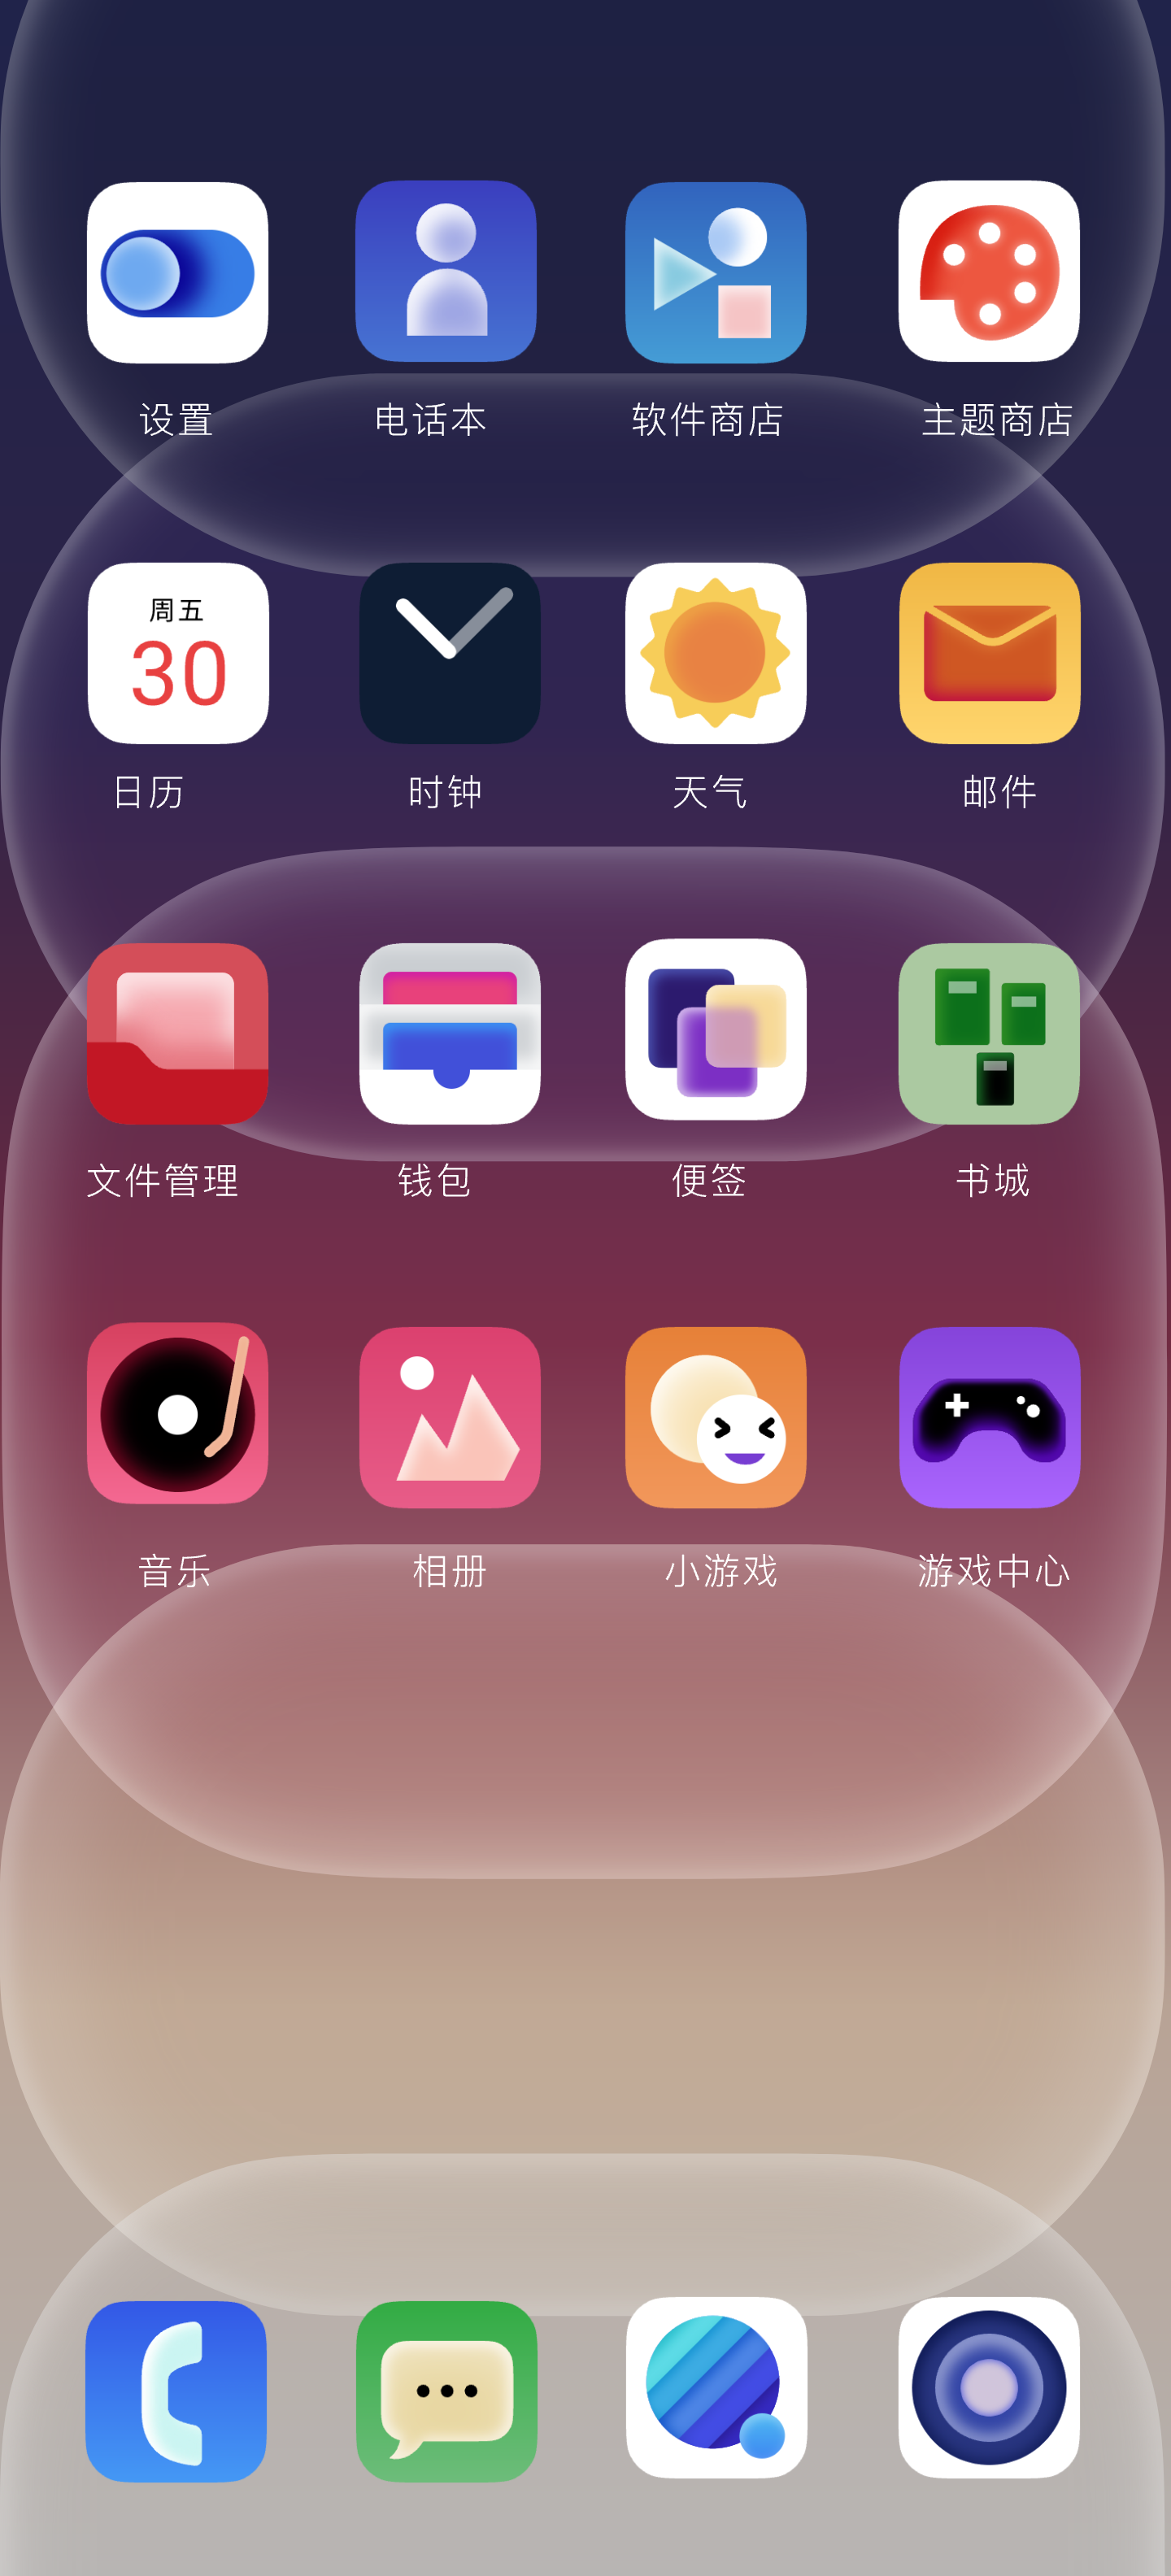 设置
电话本
软件商店
主题商店
周五
30
日历
时钟
天气
邮件
文件管理
钱包
便签
书城
音乐
相册
小游戏
游戏中心